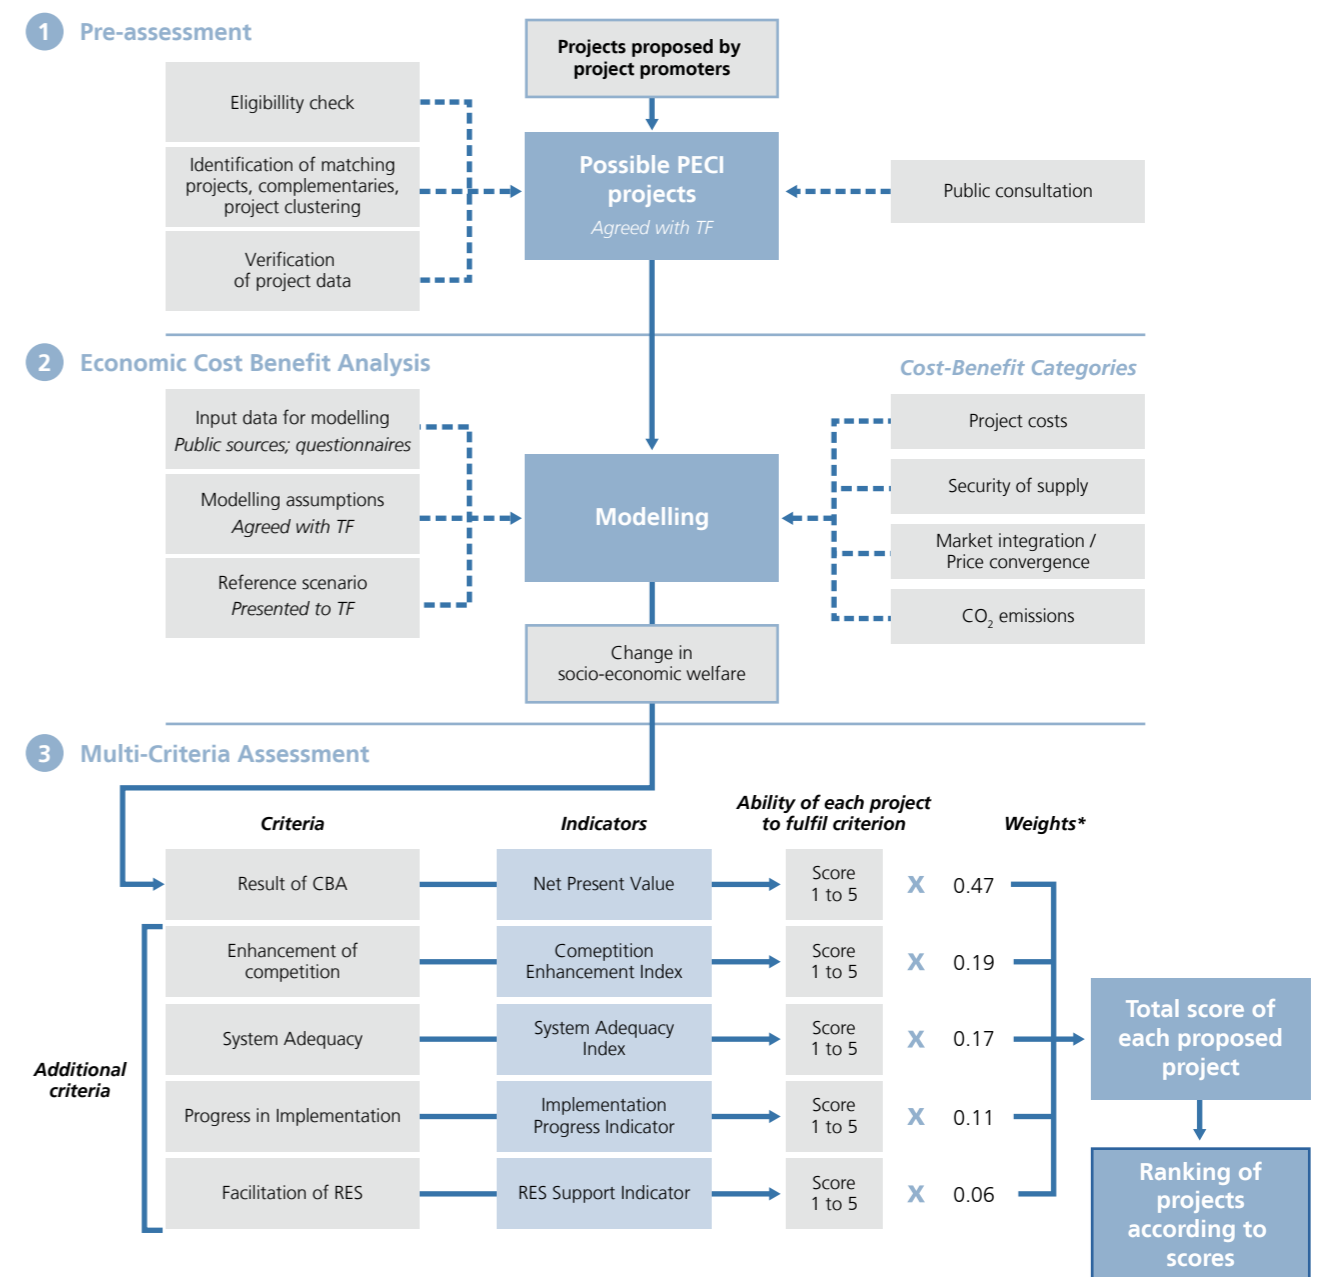 1 Pre-assessment
Projects proposed by
project promoters
Eligibillity check
Identification of matching
projects, complementaries,
project clustering
Verification
of project data
Possible PECI
projects
Agreed with TF
Public consultation
2 Economic Cost Benefit Analysis
Cost-Benefit Categories
Input data for modelling
Public sources; questionnaires
Modelling assumptions
Agreed with TF
Reference scenario
Presented to TF
Modelling
Project costs
Security of supply
Market integration /
Price convergence
CO₂ emissions
Change in
socio-economic welfare
3 Multi-Criteria Assessment
Criteria
Indicators
Ability of each project
to fulfil criterion
Weights*
Result of CBA
Net Present Value
Score
1 to 5
X 0.47
Enhancement of
competition
Comeptition
Enhancement Index
Score
1 to 5
X 0.19
System Adequacy
System Adequacy
Index
Score
1 to 5
X 0.17
Additional
criteria
Progress in Implementation
Implementation
Progress Indicator
Score
1 to 5
X 0.11
Facilitation of RES
RES Support Indicator
Score
1 to 5
X 0.06
Total score of
each proposed
project
Ranking of
projects
according to
scores